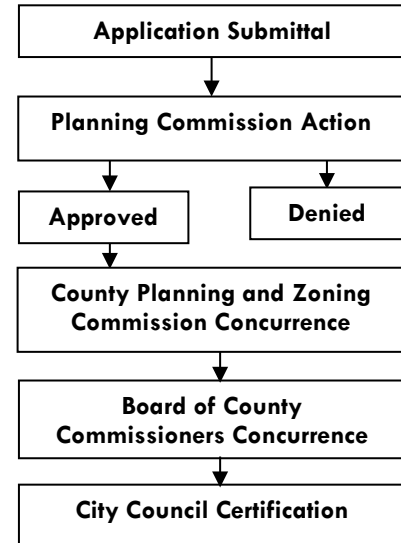 Application Submittal
Planning Commission Action
Approved
Denied
County Planning and Zoning
Commission Concurrence
Board of County
Commissioners Concurrence
City Council Certification